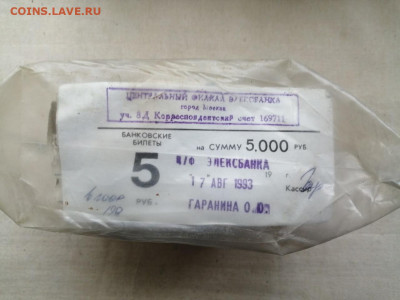 COINS.LAVE.RU
ЦЕНТРАЛЬНЫЙ ФИЛИАЛ ЭЛЕКСБАНКА
город Москва
уч. 8Д Корреспондентский счет 169711
БАНКОВСКИЕ БИЛЕТЫ
НА СУММУ 5,000 РУБ.
5
РУБ.
Ц/Ф ЭЛЕКСБАНКА
19
17 АВГ 1993
Кассир
ГАРАНИНА О.